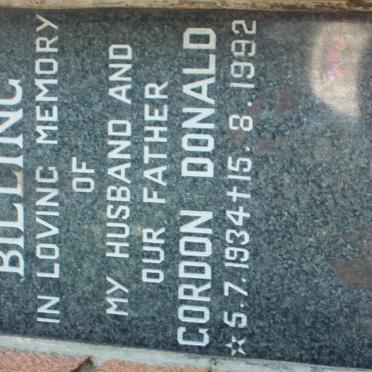 BILLING
IN LOVING MEMORY
OF
MY HUSBAND AND
OUR FATHER
GORDON DONALD
☆5.7.1934†15.8.1992